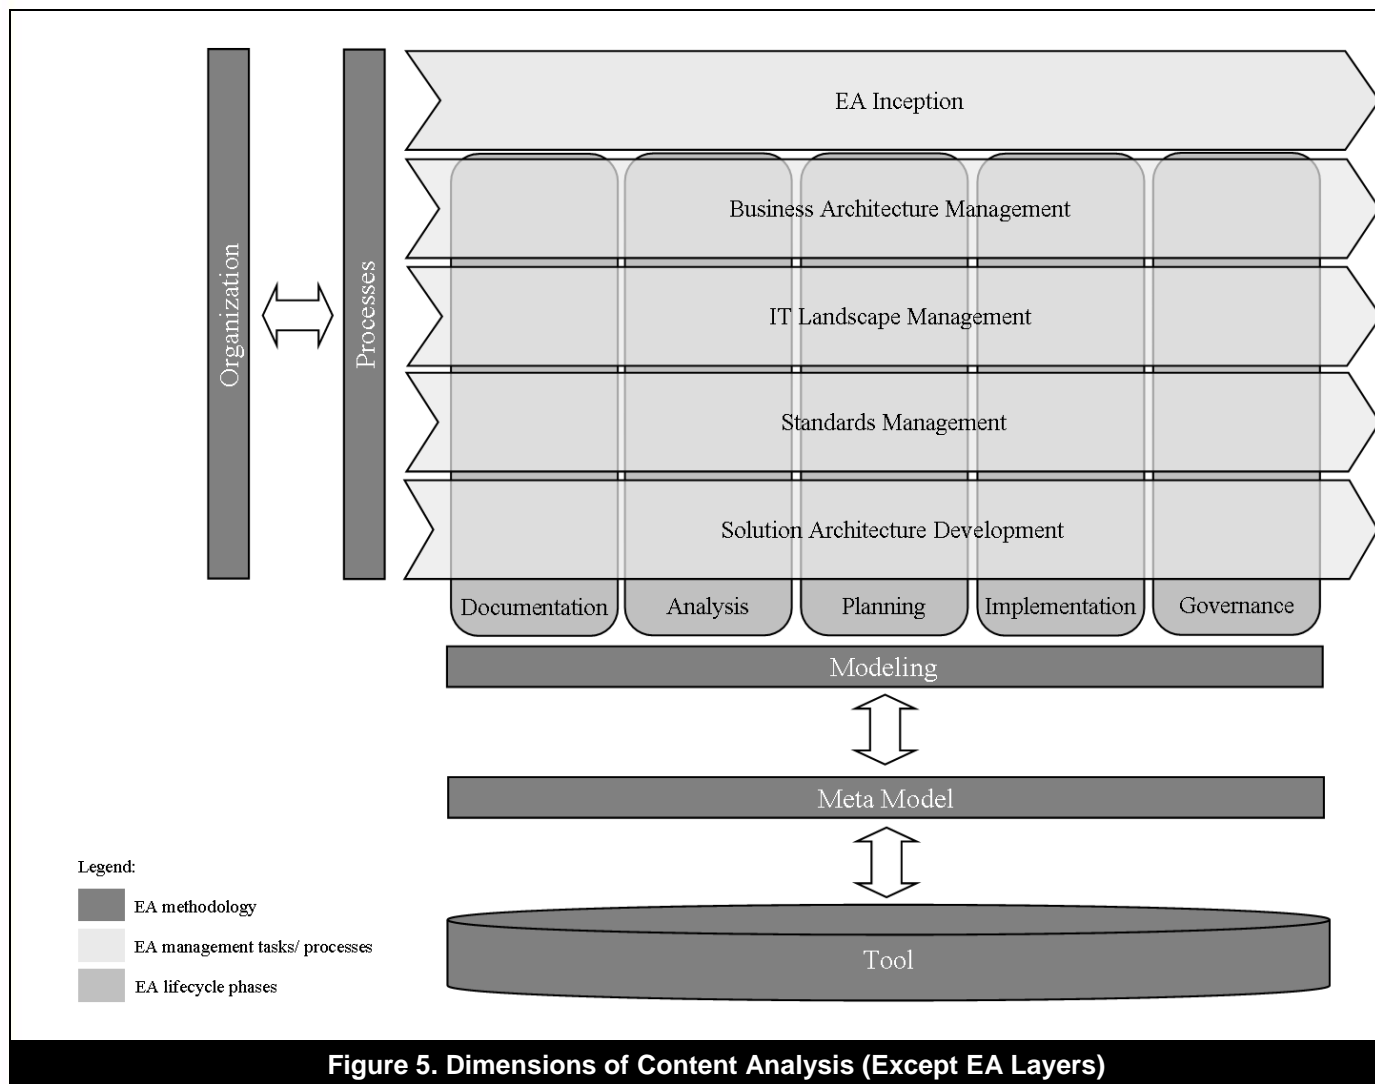 EA Inception
Business Architecture Management
IT Landscape Management
Standards Management
Solution Architecture Development
Organization
Processes
Documentation
Analysis
Planning
Implementation
Governance
Modeling
Meta Model
Tool
Legend:
EA methodology
EA management tasks/ processes
EA lifecycle phases
Figure 5. Dimensions of Content Analysis (Except EA Layers)